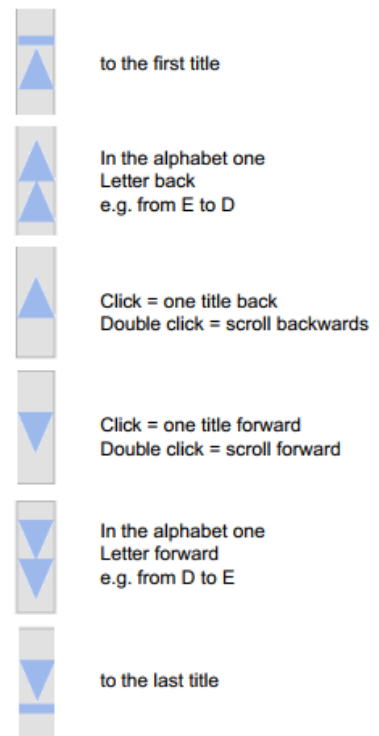 to the first title
In the alphabet one
Letter back
e.g. from E to D
Click = one title back
Double click = scroll backwards
Click = one title forward
Double click = scroll forward
In the alphabet one
Letter forward
e.g. from D to E
to the last title